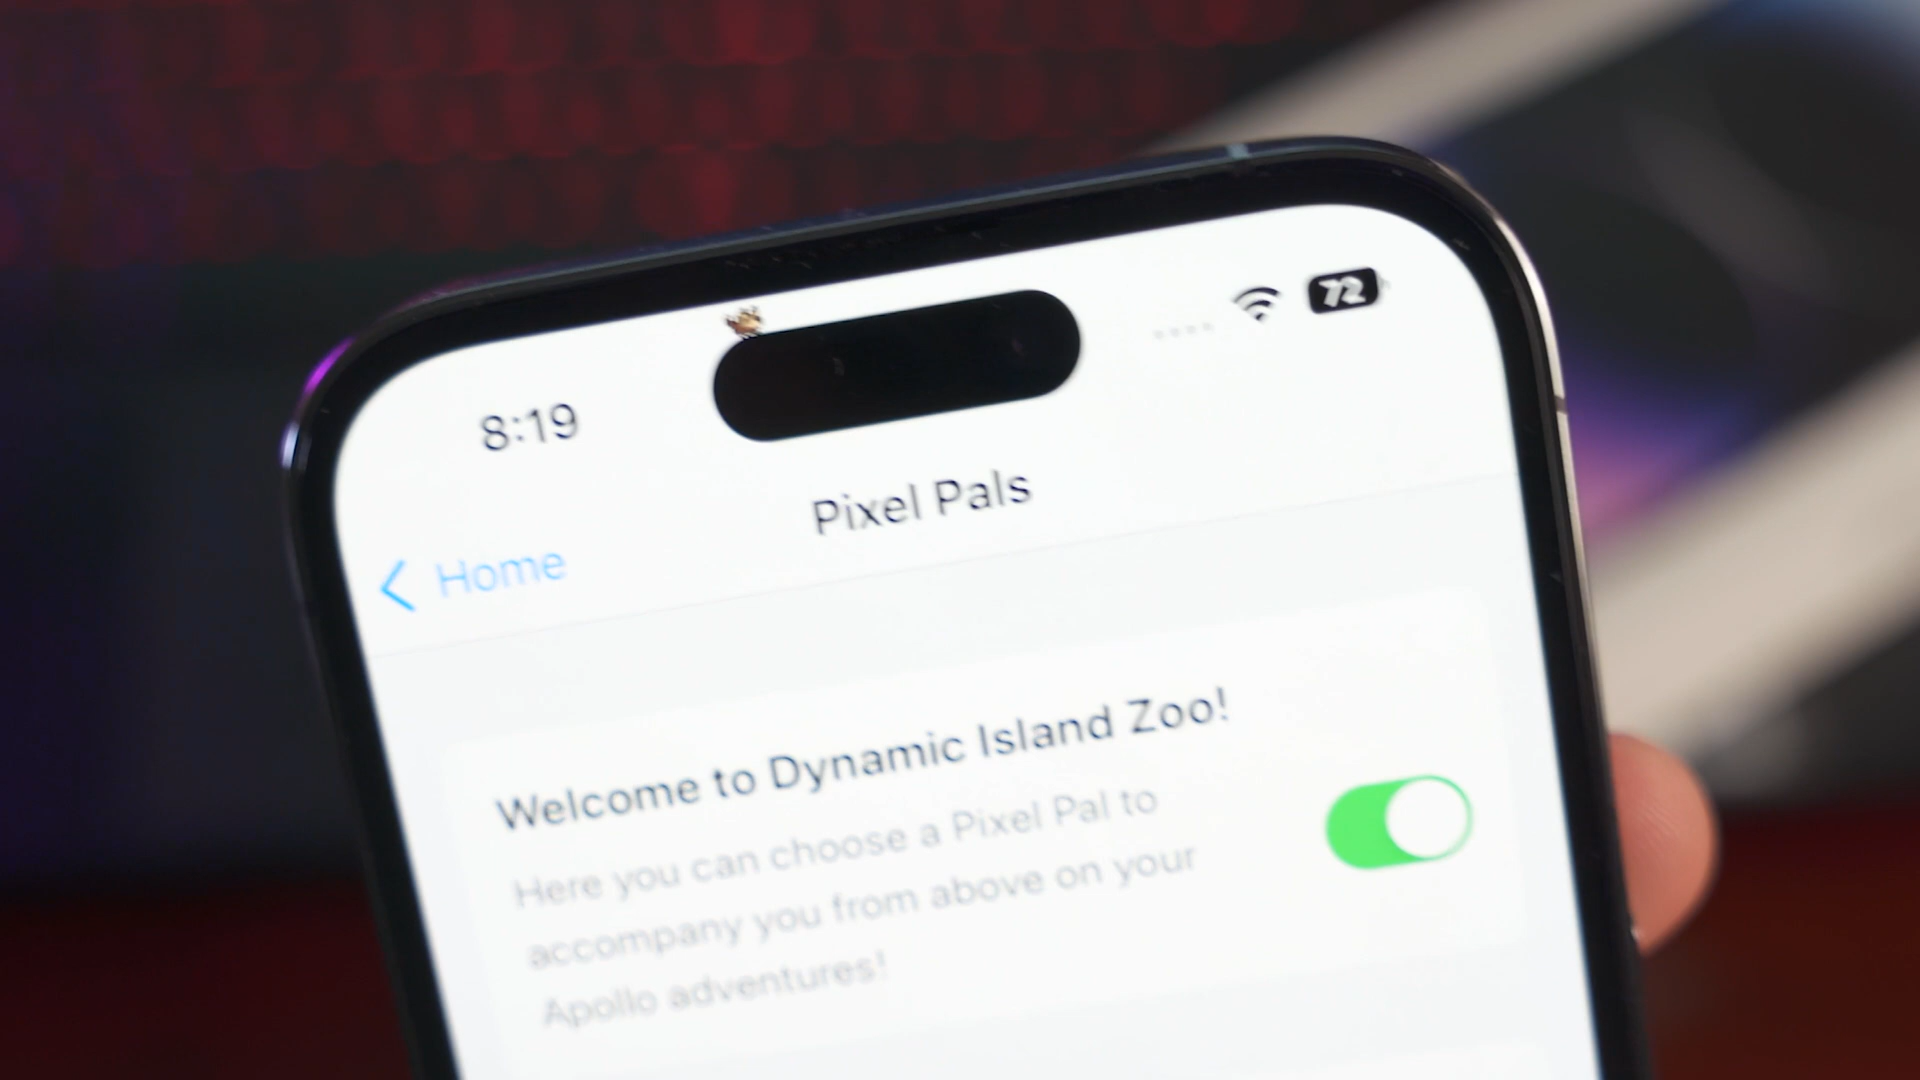 8:19
72
Pixel Pals
Home
Welcome to Dynamic Island Zoo!
Here you can choose a Pixel Pal to
accompany you from above on your
Apollo adventures!